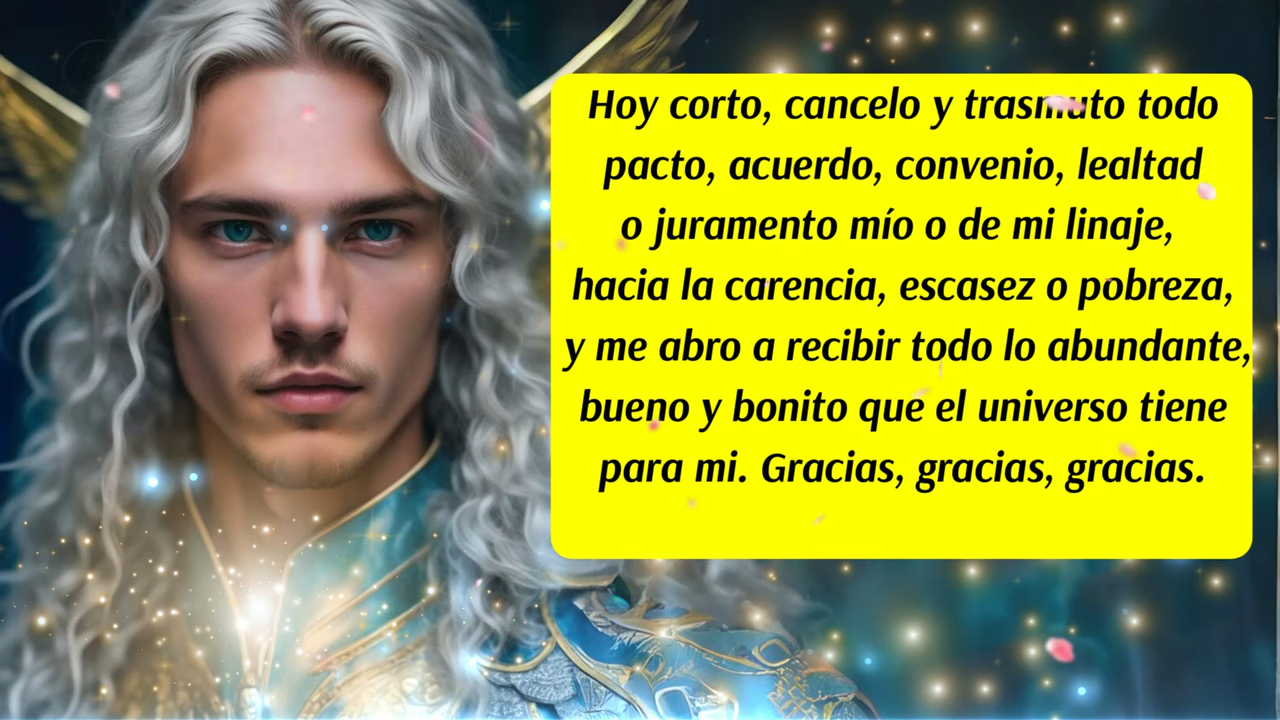 Hoy corto, cancelo y trasmuto todo
pacto, acuerdo, convenio, lealtad
o juramento mío o de mi linaje,
hacia la carencia, escasez o pobreza,
y me abro a recibir todo lo abundante,
bueno y bonito que el universo tiene
para mi. Gracias, gracias, gracias.